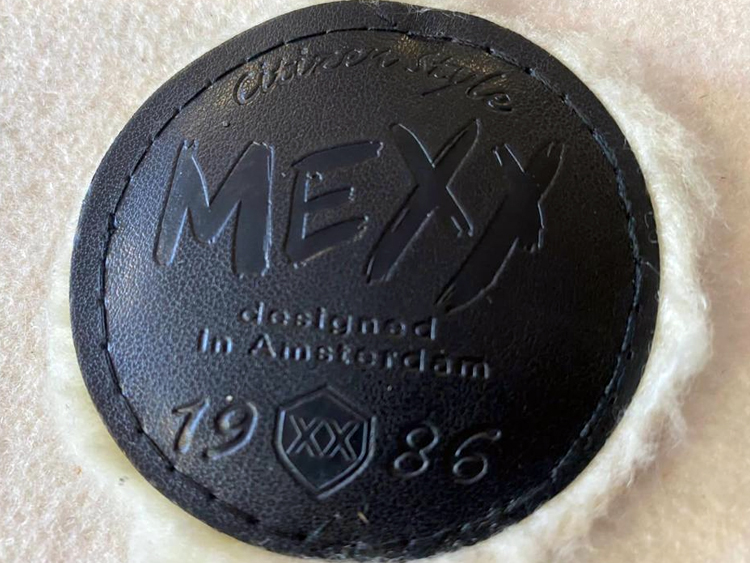 Citizen style
MEXX
designed
in Amsterdam
19 XX 86